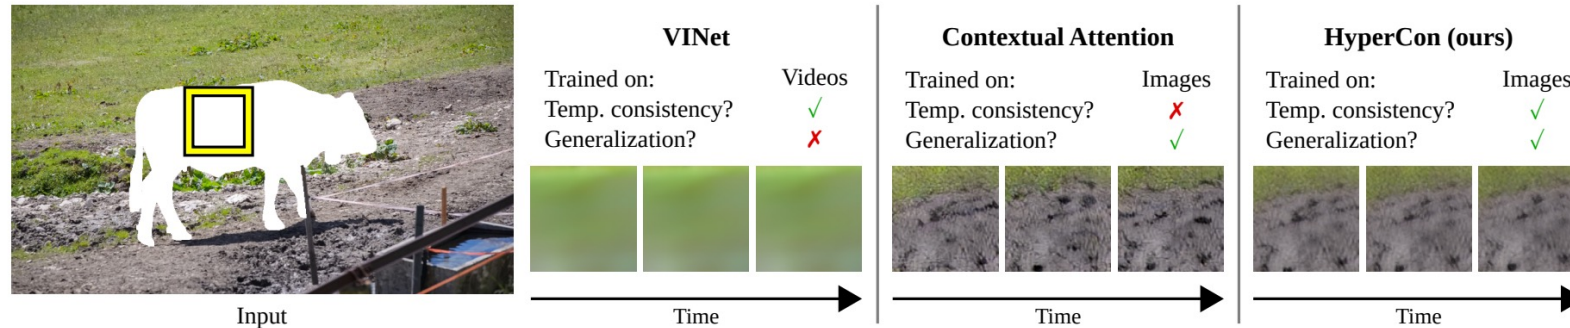 Input
VINet
Trained on: Videos
Temp. consistency? ✓
Generalization? ✗
Time
Contextual Attention
Trained on: Images
Temp. consistency? ✗
Generalization? ✓
Time
HyperCon (ours)
Trained on: Images
Temp. consistency? ✓
Generalization? ✓
Time